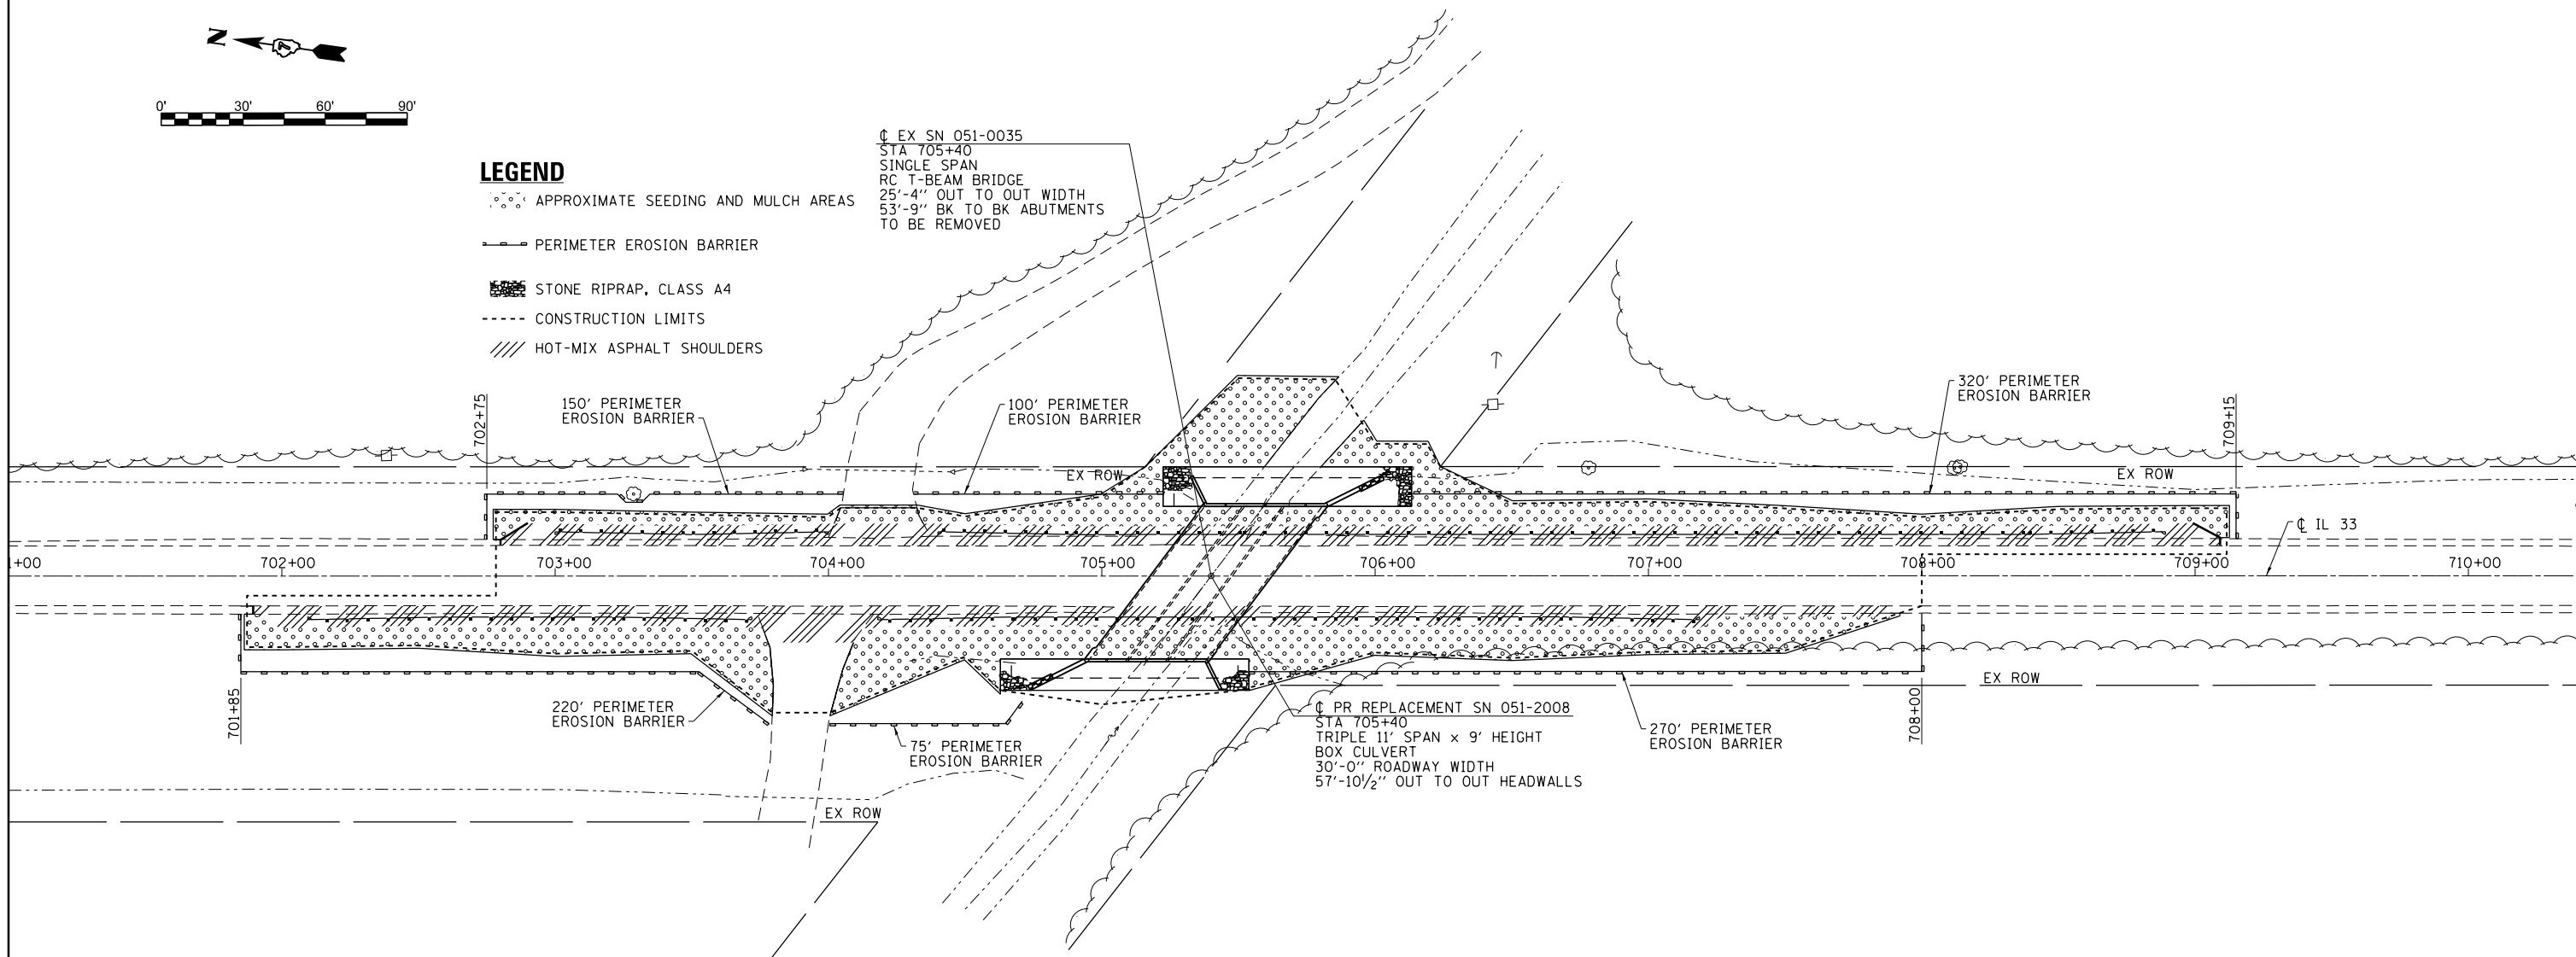 N
0' 30' 60' 90'
LEGEND
APPROXIMATE SEEDING AND MULCH AREAS
PERIMETER EROSION BARRIER
STONE RIPRAP, CLASS A4
CONSTRUCTION LIMITS
HOT-MIX ASPHALT SHOULDERS
℄ EX SN 051-0035
STA 705+40
SINGLE SPAN
RC T-BEAM BRIDGE
25'-4" OUT TO OUT WIDTH
53'-9" BK TO BK ABUTMENTS
TO BE REMOVED
702+75
150' PERIMETER
EROSION BARRIER
100' PERIMETER
EROSION BARRIER
320' PERIMETER
EROSION BARRIER
709+15
EX ROW
EX ROW
℄ IL 33
1+00 702+00 703+00 704+00 705+00 706+00 707+00 708+00 709+00 710+00
EX ROW
701+85
220' PERIMETER
EROSION BARRIER
75' PERIMETER
EROSION BARRIER
℄ PR REPLACEMENT SN 051-2008
STA 705+40
TRIPLE 11' SPAN x 9' HEIGHT
BOX CULVERT
30'-0" ROADWAY WIDTH
57'-10½" OUT TO OUT HEADWALLS
270' PERIMETER
EROSION BARRIER
708+00
EX ROW